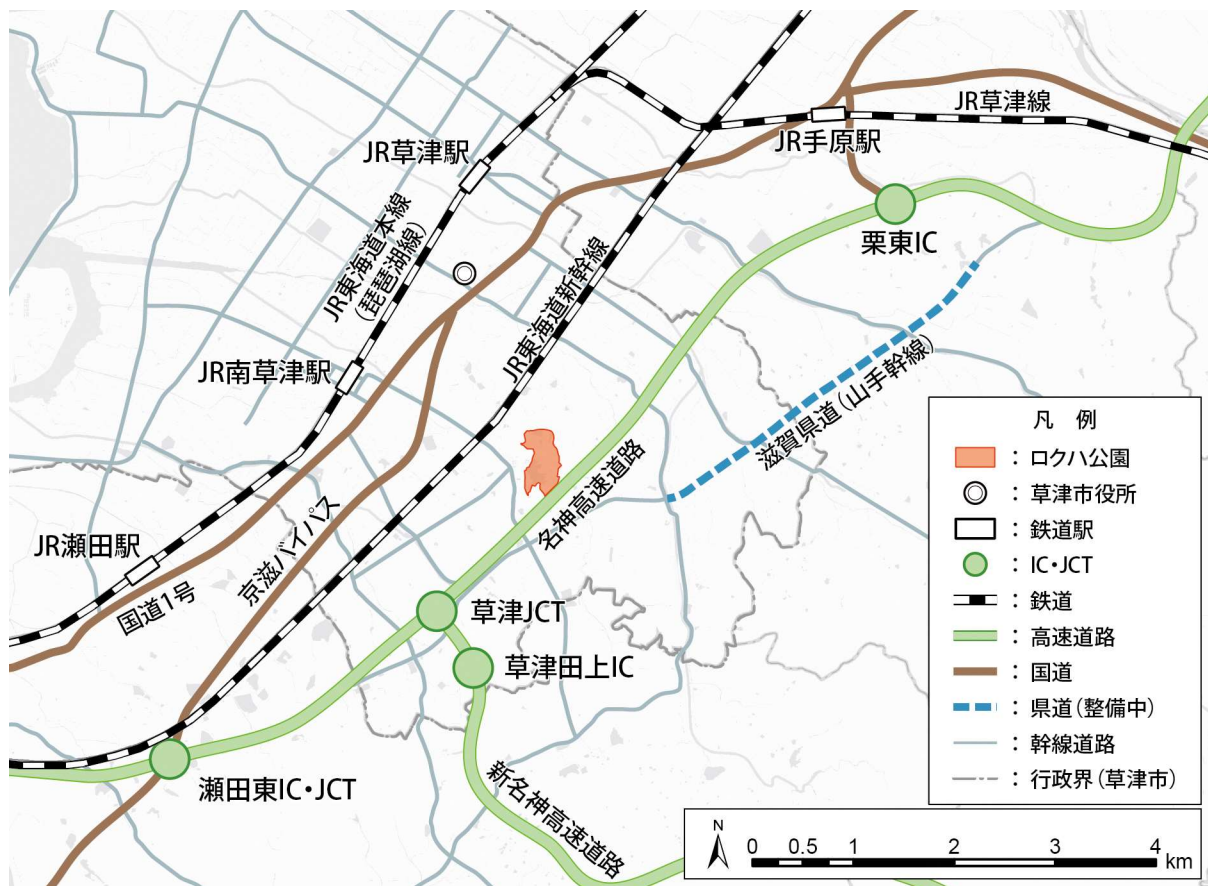 JR草津線
JR手原駅
JR草津駅
栗東IC
JR東海道本線
(琵琶湖線)
JR東海道新幹線
JR南草津駅
滋賀県道(山手幹線)
名神高速道路
JR瀬田駅
京滋バイパス
国道1号
草津JCT
草津田上IC
瀬田東IC・JCT
新名神高速道路
凡 例
: ロクハ公園
: 草津市役所
: 鉄道駅
: IC・JCT
: 鉄道
: 高速道路
: 国道
: 県道(整備中)
: 幹線道路
: 行政界(草津市)
N
0 0.5 1 2 3 4
km